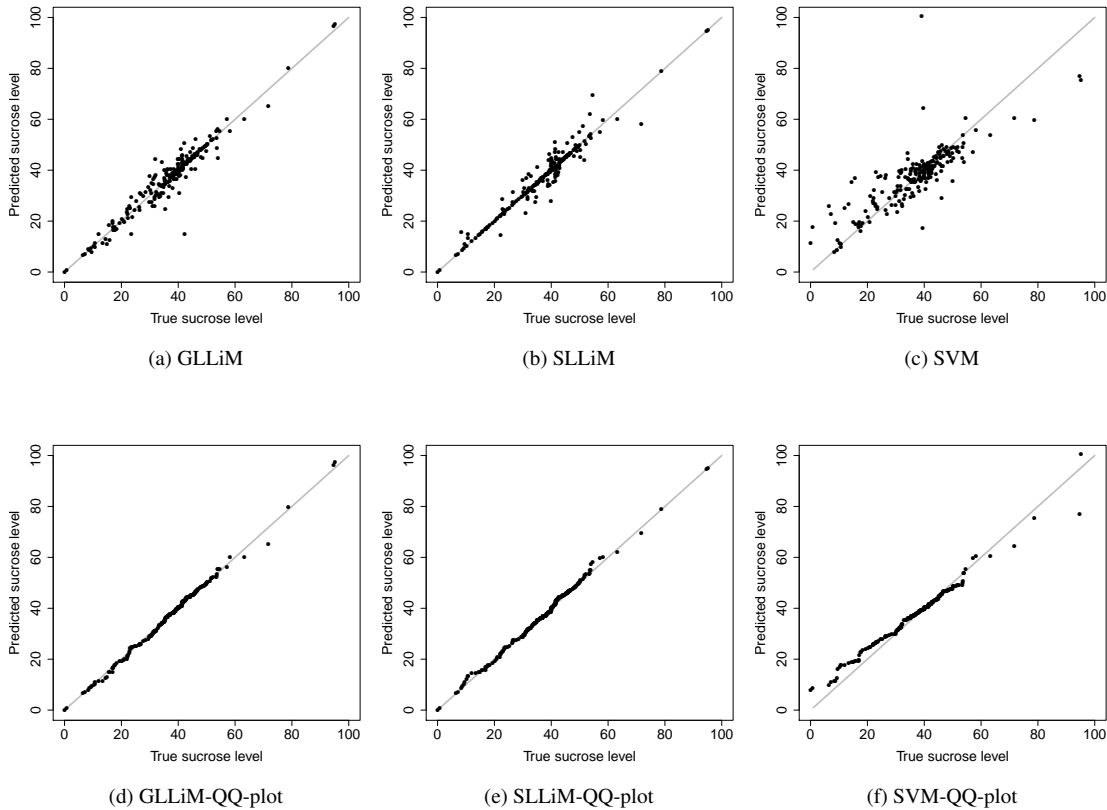 Predicted sucrose level
0 20 40 60 80 100
0 20 40 60 80 100
True sucrose level
(a) GLLiM
Predicted sucrose level
0 20 40 60 80 100
0 20 40 60 80 100
True sucrose level
(b) SLLiM
Predicted sucrose level
0 20 40 60 80 100
0 20 40 60 80 100
True sucrose level
(c) SVM
Predicted sucrose level
0 20 40 60 80 100
0 20 40 60 80 100
True sucrose level
(d) GLLiM-QQ-plot
Predicted sucrose level
0 20 40 60 80 100
0 20 40 60 80 100
True sucrose level
(e) SLLiM-QQ-plot
Predicted sucrose level
0 20 40 60 80 100
0 20 40 60 80 100
True sucrose level
(f) SVM-QQ-plot